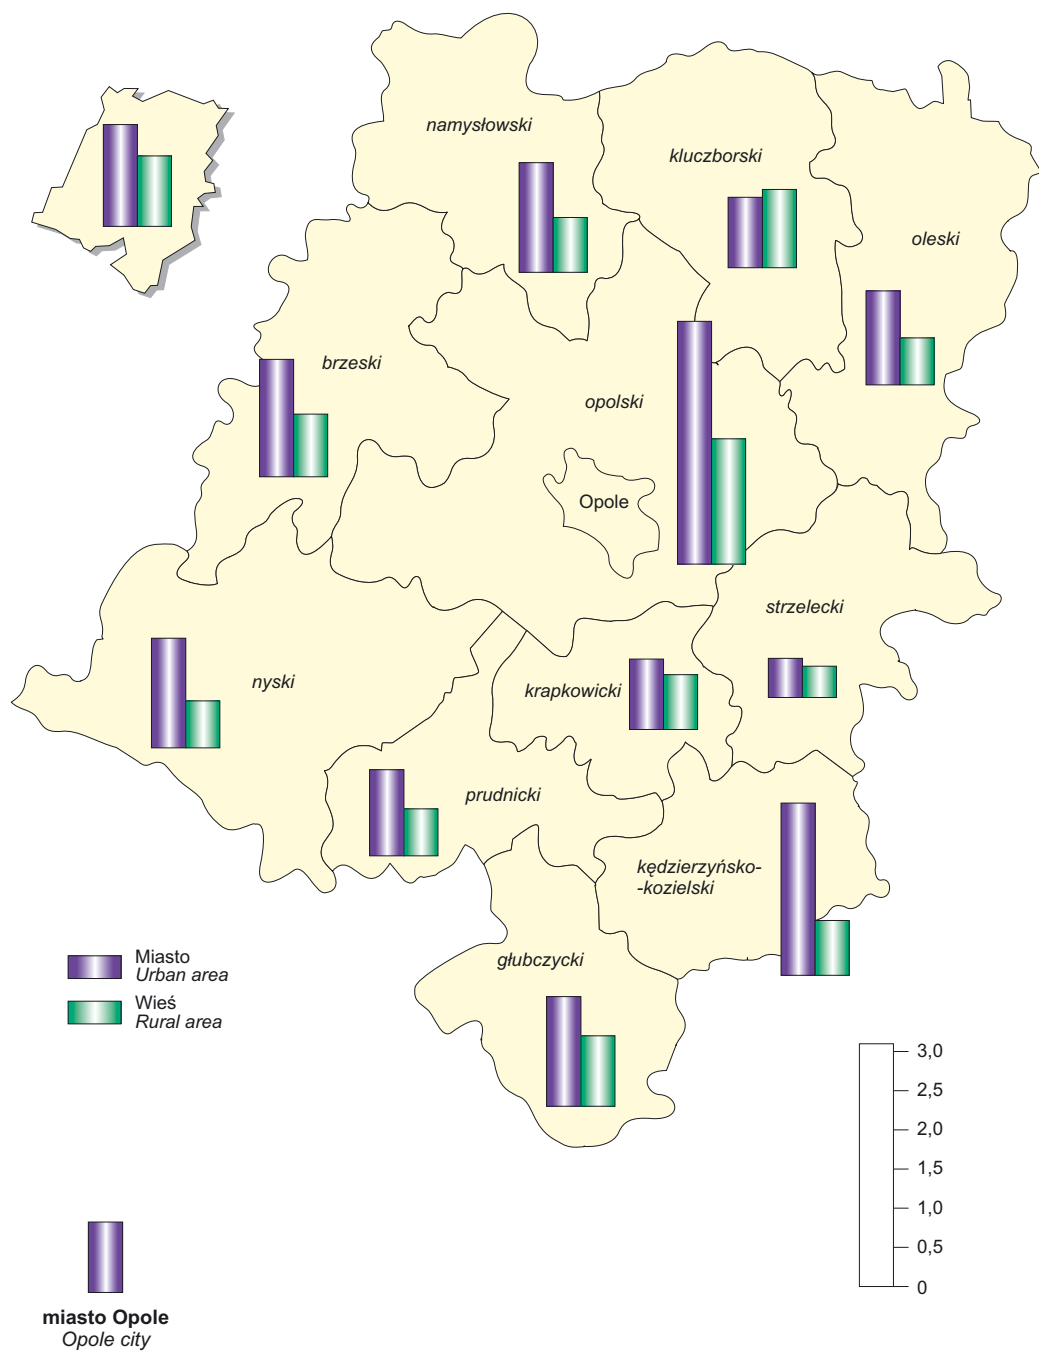 namysłowski
kluczborski
oleski
brzeski
opolski
Opole
strzelecki
nyski
krapkowicki
prudnicki
kędzierzyńsko-
-kozielski
głubczycki
Miasto
Urban area
Wieś
Rural area
3,0
2,5
2,0
1,5
1,0
0,5
0
miasto Opole
Opole city